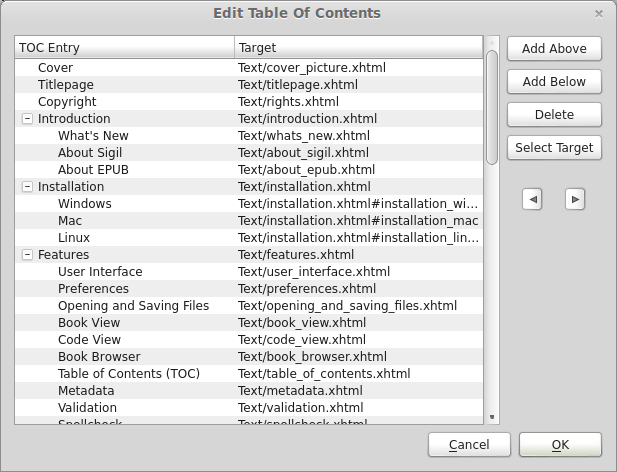 Edit Table Of Contents
TOC Entry Target
Cover Text/cover_picture.xhtml
Titlepage Text/titlepage.xhtml
Copyright Text/rights.xhtml
Introduction Text/introduction.xhtml
What's New Text/whats_new.xhtml
About Sigil Text/about_sigil.xhtml
About EPUB Text/about_epub.xhtml
Installation Text/installation.xhtml
Windows Text/installation.xhtml#installation_wi...
Mac Text/installation.xhtml#installation_mac
Linux Text/installation.xhtml#installation_lin...
Features Text/features.xhtml
User Interface Text/user_interface.xhtml
Preferences Text/preferences.xhtml
Opening and Saving Files Text/opening_and_saving_files.xhtml
Book View Text/book_view.xhtml
Code View Text/code_view.xhtml
Book Browser Text/book_browser.xhtml
Table of Contents (TOC) Text/table_of_contents.xhtml
Metadata Text/metadata.xhtml
Validation Text/validation.xhtml
Spellcheck Text/spellcheck.xhtml
Add Above
Add Below
Delete
Select Target
Cancel OK